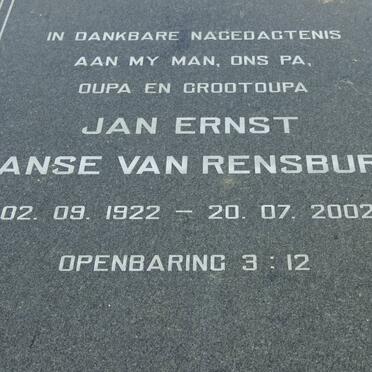 IN DANKBARE NAGEDAGTENIS
AAN MY MAN, ONS PA,
OUPA EN GROOTOUPA
JAN ERNST
ANSE VAN RENSBUR
02. 09. 1922 – 20. 07. 2002
OPENBARING 3 : 12